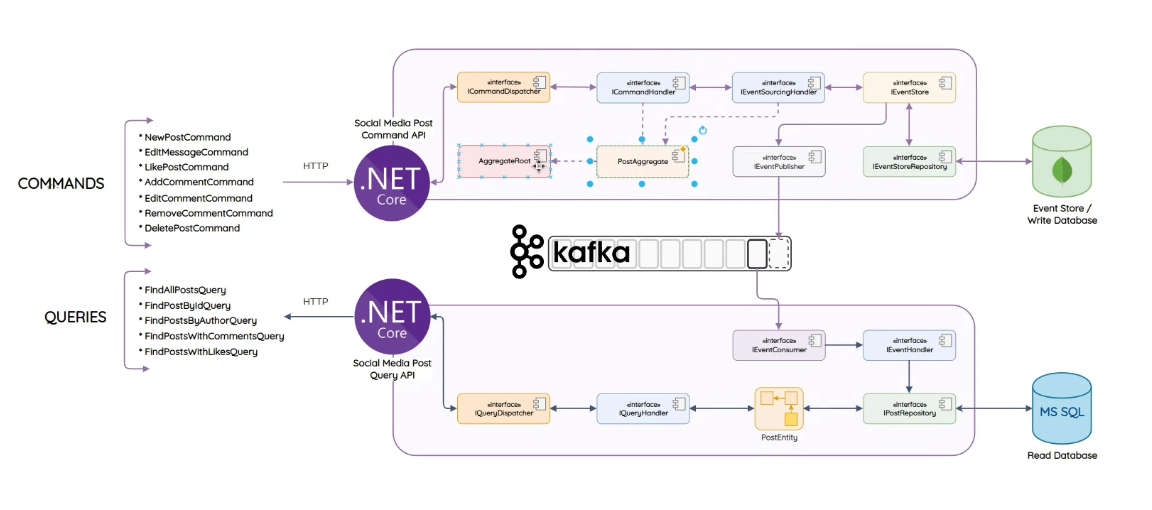 «interface»
ICommandDispatcher
«interface»
ICommandHandler
«interface»
IEventSourcingHandler
«interface»
IEventStore
Social Media Post
Command API
COMMANDS
* NewPostCommand
* EditMessageCommand
* LikePostCommand
* AddCommentCommand
* EditCommentCommand
* RemoveCommentCommand
* DeletePostCommand
HTTP
.NET
Core
AggregateRoot
PostAggregate
«interface»
IEventPublisher
«interface»
IEventStoreRepository
Event Store /
Write Database
kafka
QUERIES
* FindAllPostsQuery
* FindPostByIdQuery
* FindPostsByAuthorQuery
* FindPostsWithCommentsQuery
* FindPostsWithLikesQuery
HTTP
.NET
Core
Social Media Post
Query API
«interface»
IEventConsumer
«interface»
IEventHandler
«interface»
IQueryDispatcher
«interface»
IQueryHandler
PostEntity
«interface»
IPostRepository
MS SQL
Read Database